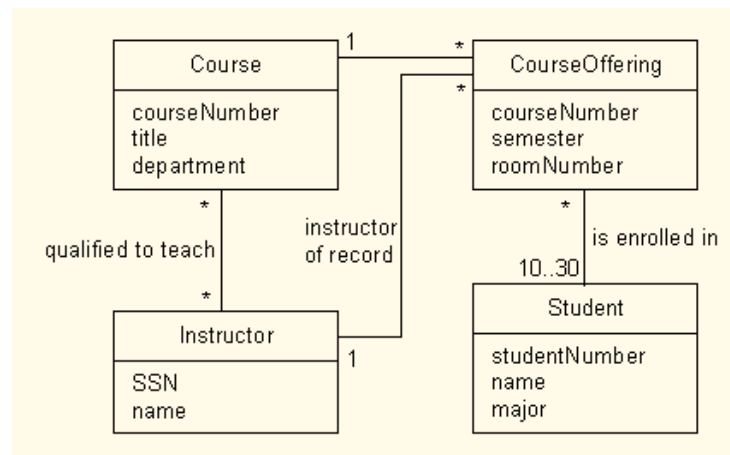 Course
courseNumber
title
department
1
*
CourseOffering
courseNumber
semester
roomNumber
*
*
qualified to teach
*
instructor
of record
*
is enrolled in
10..30
Instructor
SSN
name
1
Student
studentNumber
name
major